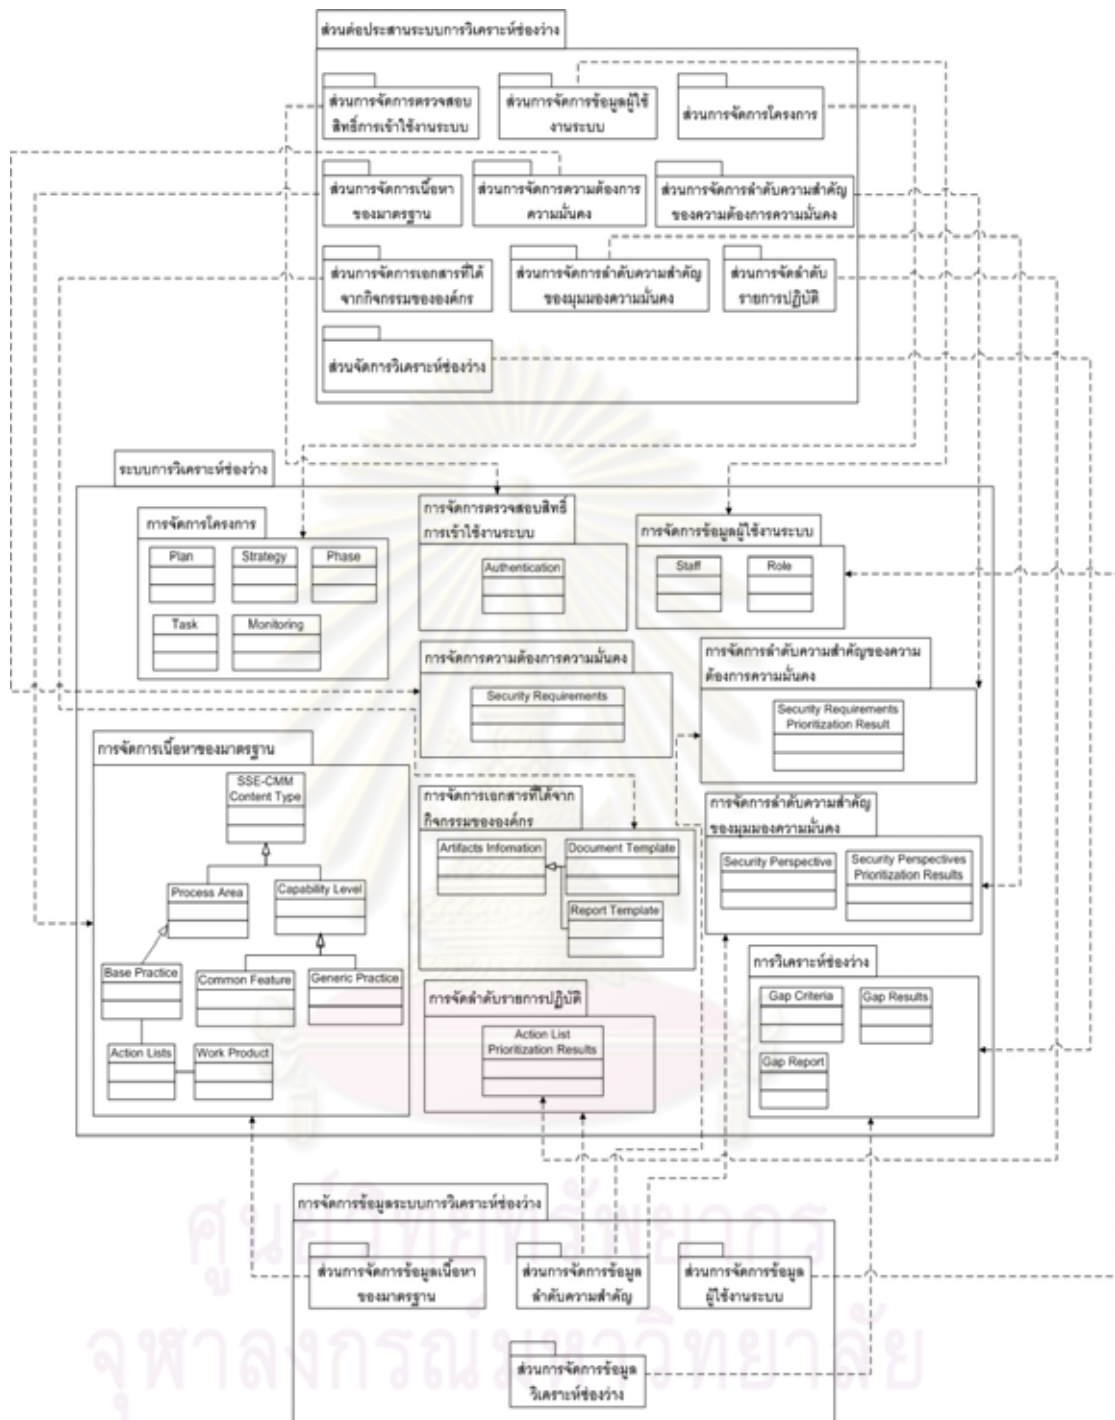 ส่วนต่อประสานระบบการวิเคราะห์ช่องว่าง
ส่วนการจัดการตรวจสอบ
สิทธิ์การเข้าใช้งานระบบ
ส่วนการจัดการข้อมูลผู้ใช้
งานระบบ
ส่วนการจัดการโครงการ
ส่วนการจัดการเนื้อหา
ของมาตรฐาน
ส่วนการจัดการความต้องการ
ความมั่นคง
ส่วนการจัดการลำดับความสำคัญ
ของความต้องการความมั่นคง
ส่วนการจัดการเอกสารที่ได้
จากกิจกรรมขององค์กร
ส่วนการจัดการลำดับความสำคัญ
ของมุมมองความมั่นคง
ส่วนการจัดลำดับ
รายการปฏิบัติ
ส่วนจัดการวิเคราะห์ช่องว่าง
ระบบการวิเคราะห์ช่องว่าง
การจัดการโครงการ
Plan
Strategy
Phase
Task
Monitoring
การจัดการตรวจสอบสิทธิ์
การเข้าใช้งานระบบ
Authentication
การจัดการข้อมูลผู้ใช้งานระบบ
Staff
Role
การจัดการความต้องการความมั่นคง
Security Requirements
การจัดการลำดับความสำคัญของความ
ต้องการความมั่นคง
Security Requirements
Prioritization Result
การจัดการเนื้อหาของมาตรฐาน
SSE-CMM
Content Type
Process Area
Capability Level
Base Practice
Common Feature
Generic Practice
Action Lists
Work Product
การจัดการเอกสารที่ได้จาก
กิจกรรมขององค์กร
Artifacts Infomation
Document Template
Report Template
การจัดการลำดับความสำคัญ
ของมุมมองความมั่นคง
Security Perspective
Security Perspectives
Prioritization Results
การจัดลำดับรายการปฏิบัติ
Action List
Prioritization Results
การวิเคราะห์ช่องว่าง
Gap Criteria
Gap Results
Gap Report
การจัดการข้อมูลระบบการวิเคราะห์ช่องว่าง
ส่วนการจัดการข้อมูลเนื้อหา
ของมาตรฐาน
ส่วนการจัดการข้อมูล
ลำดับความสำคัญ
ส่วนการจัดการข้อมูล
ผู้ใช้งานระบบ
ส่วนการจัดการข้อมูล
วิเคราะห์ช่องว่าง
ศูนย์วิทยทรัพยากร
จุฬาลงกรณ์มหาวิทยาลัย